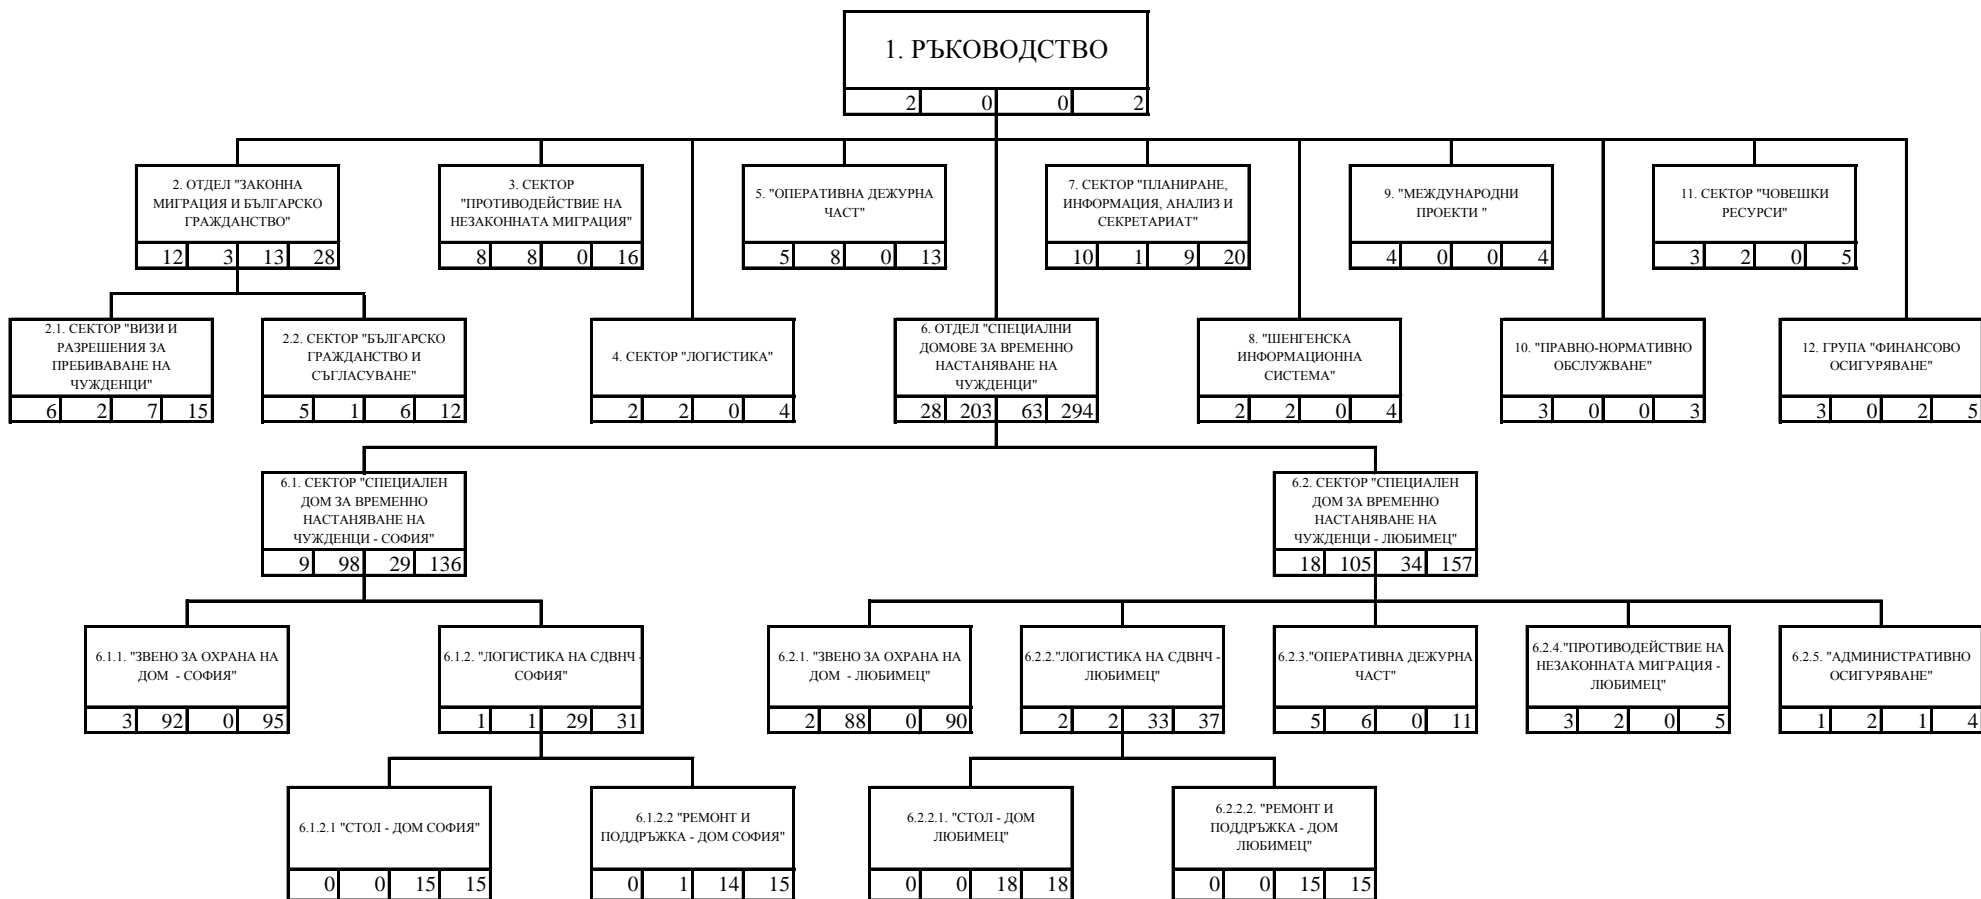 1. РЪКОВОДСТВО
2 0 0 2
2. ОТДЕЛ "ЗАКОННА
МИГРАЦИЯ И БЪЛГАРСКО
ГРАЖДАНСТВО"
12 3 13 28
3. СЕКТОР
"ПРОТИВОДЕЙСТВИЕ НА
НЕЗАКОННАТА МИГРАЦИЯ"
8 8 0 16
5. "ОПЕРАТИВНА ДЕЖУРНА
ЧАСТ"
5 8 0 13
7. СЕКТОР "ПЛАНИРАНЕ,
ИНФОРМАЦИЯ, АНАЛИЗ И
СЕКРЕТАРИАТ"
10 1 9 20
9. "МЕЖДУНАРОДНИ
ПРОЕКТИ "
4 0 0 4
11. СЕКТОР "ЧОВЕШКИ
РЕСУРСИ"
3 2 0 5
2.1. СЕКТОР "ВИЗИ И
РАЗРЕШЕНИЯ ЗА
ПРЕБИВАВАНЕ НА
ЧУЖДЕНЦИ"
6 2 7 15
2.2. СЕКТОР "БЪЛГАРСКО
ГРАЖДАНСТВО И
СЪГЛАСУВАНЕ"
5 1 6 12
4. СЕКТОР "ЛОГИСТИКА"
2 2 0 4
6. ОТДЕЛ "СПЕЦИАЛНИ
ДОМОВЕ ЗА ВРЕМЕННО
НАСТАНЯВАНЕ НА
ЧУЖДЕНЦИ"
28 203 63 294
8. "ШЕНГЕНСКА
ИНФОРМАЦИОННА
СИСТЕМА"
2 2 0 4
10. "ПРАВНО-НОРМАТИВНО
ОБСЛУЖВАНЕ"
3 0 0 3
12. ГРУПА "ФИНАНСОВО
ОСИГУРЯВАНЕ"
3 0 2 5
6.1. СЕКТОР "СПЕЦИАЛЕН
ДОМ ЗА ВРЕМЕННО
НАСТАНЯВАНЕ НА
ЧУЖДЕНЦИ - СОФИЯ"
9 98 29 136
6.2. СЕКТОР "СПЕЦИАЛЕН
ДОМ ЗА ВРЕМЕННО
НАСТАНЯВАНЕ НА
ЧУЖДЕНЦИ - ЛЮБИМЕЦ"
18 105 34 157
6.1.1. "ЗВЕНО ЗА ОХРАНА НА
ДОМ - СОФИЯ"
3 92 0 95
6.1.2. "ЛОГИСТИКА НА СДВНЧ -
СОФИЯ"
1 1 29 31
6.2.1. "ЗВЕНО ЗА ОХРАНА НА
ДОМ - ЛЮБИМЕЦ"
2 88 0 90
6.2.2."ЛОГИСТИКА НА СДВНЧ -
ЛЮБИМЕЦ"
2 2 33 37
6.2.3."ОПЕРАТИВНА ДЕЖУРНА
ЧАСТ"
5 6 0 11
6.2.4."ПРОТИВОДЕЙСТВИЕ НА
НЕЗАКОННАТА МИГРАЦИЯ -
ЛЮБИМЕЦ"
3 2 0 5
6.2.5. "АДМИНИСТРАТИВНО
ОСИГУРЯВАНЕ"
1 2 1 4
6.1.2.1 "СТОЛ - ДОМ СОФИЯ"
0 0 15 15
6.1.2.2 "РЕМОНТ И
ПОДДРЪЖКА - ДОМ СОФИЯ"
0 1 14 15
6.2.2.1. "СТОЛ - ДОМ
ЛЮБИМЕЦ"
0 0 18 18
6.2.2.2. "РЕМОНТ И
ПОДДРЪЖКА - ДОМ
ЛЮБИМЕЦ"
0 0 15 15